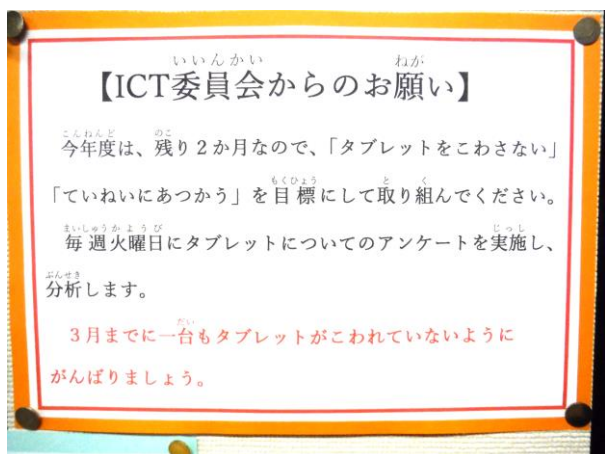 【ICT委員会からのお願い】
今年度は、残り２か月なので、「タブレットをこわさない」
「ていねいにあつかう」を目標にして取り組んでください。
毎週火曜日にタブレットについてのアンケートを実施し、
分析します。
３月までに一台もタブレットがこわれていないように
がんばりましょう。